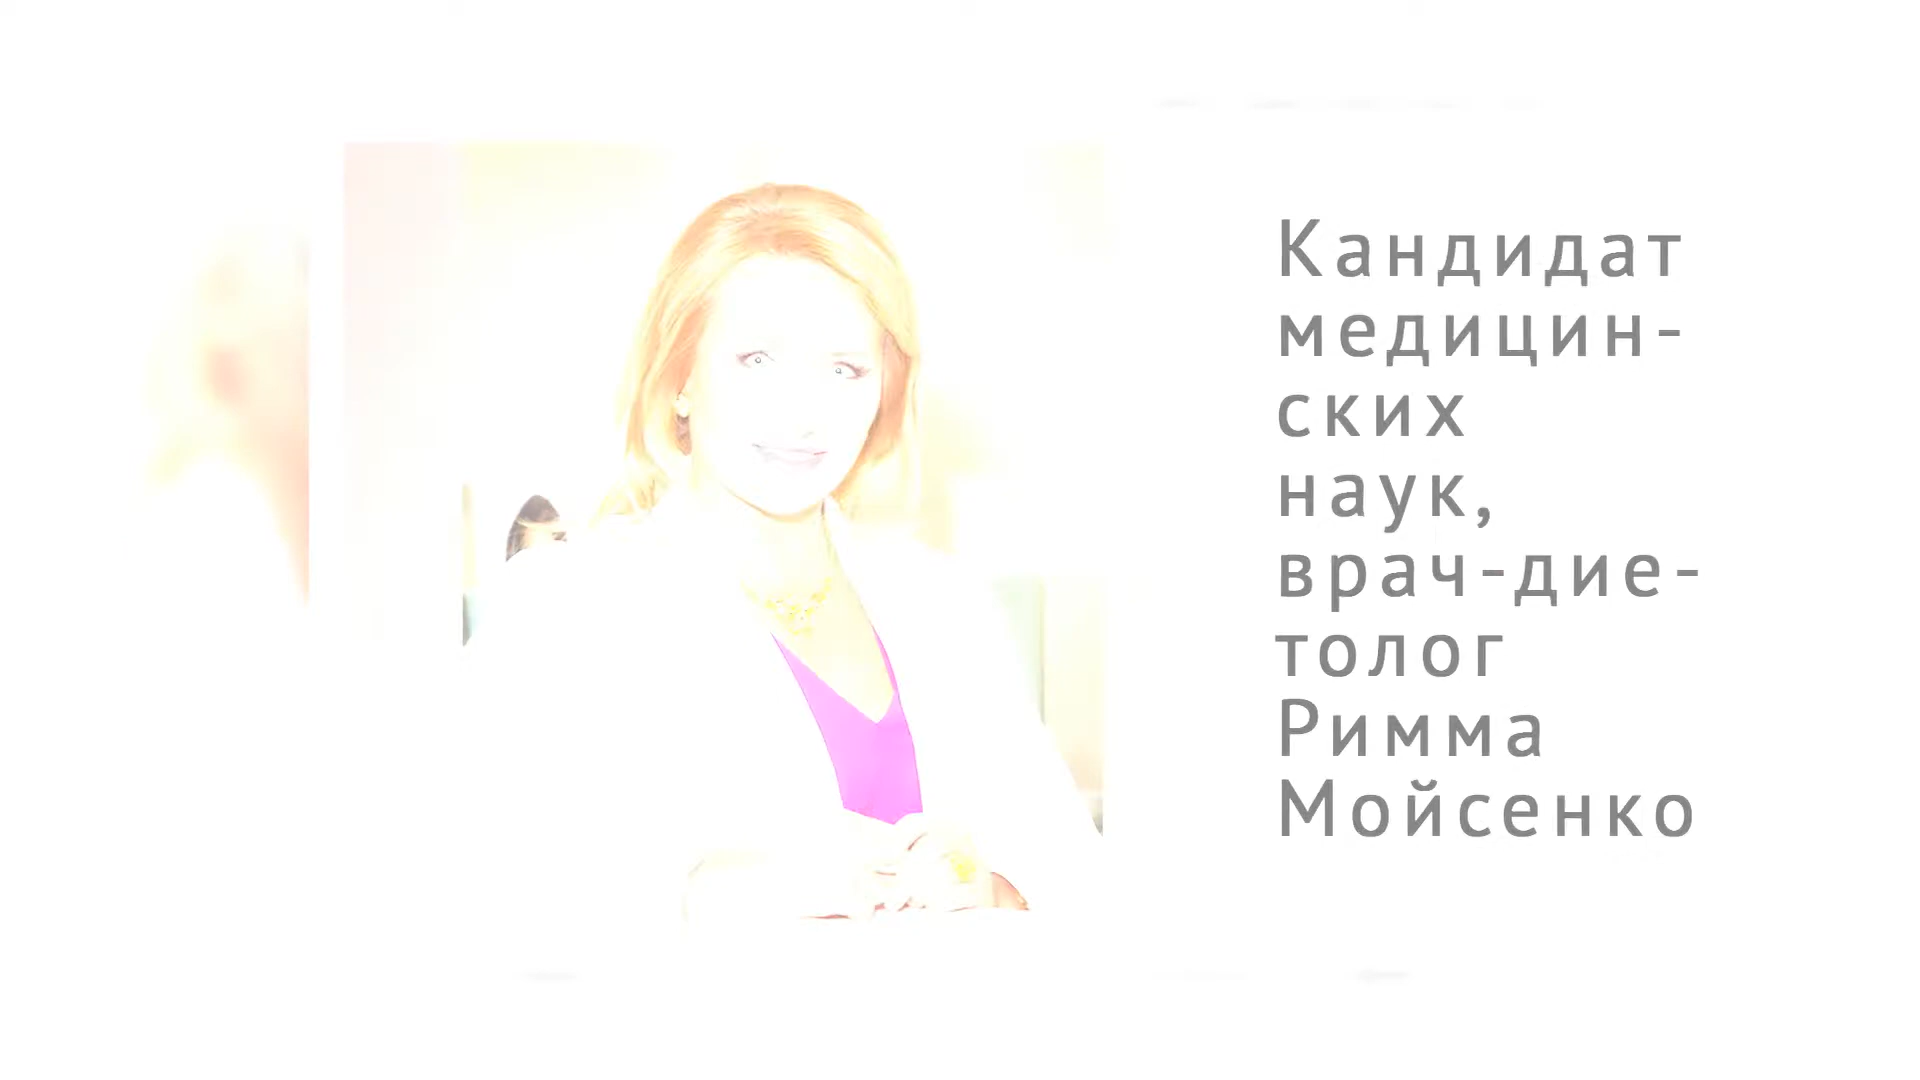 Кандидат
медицин-
ских
наук,
врач-дие-
толог
Римма
Мойсенко